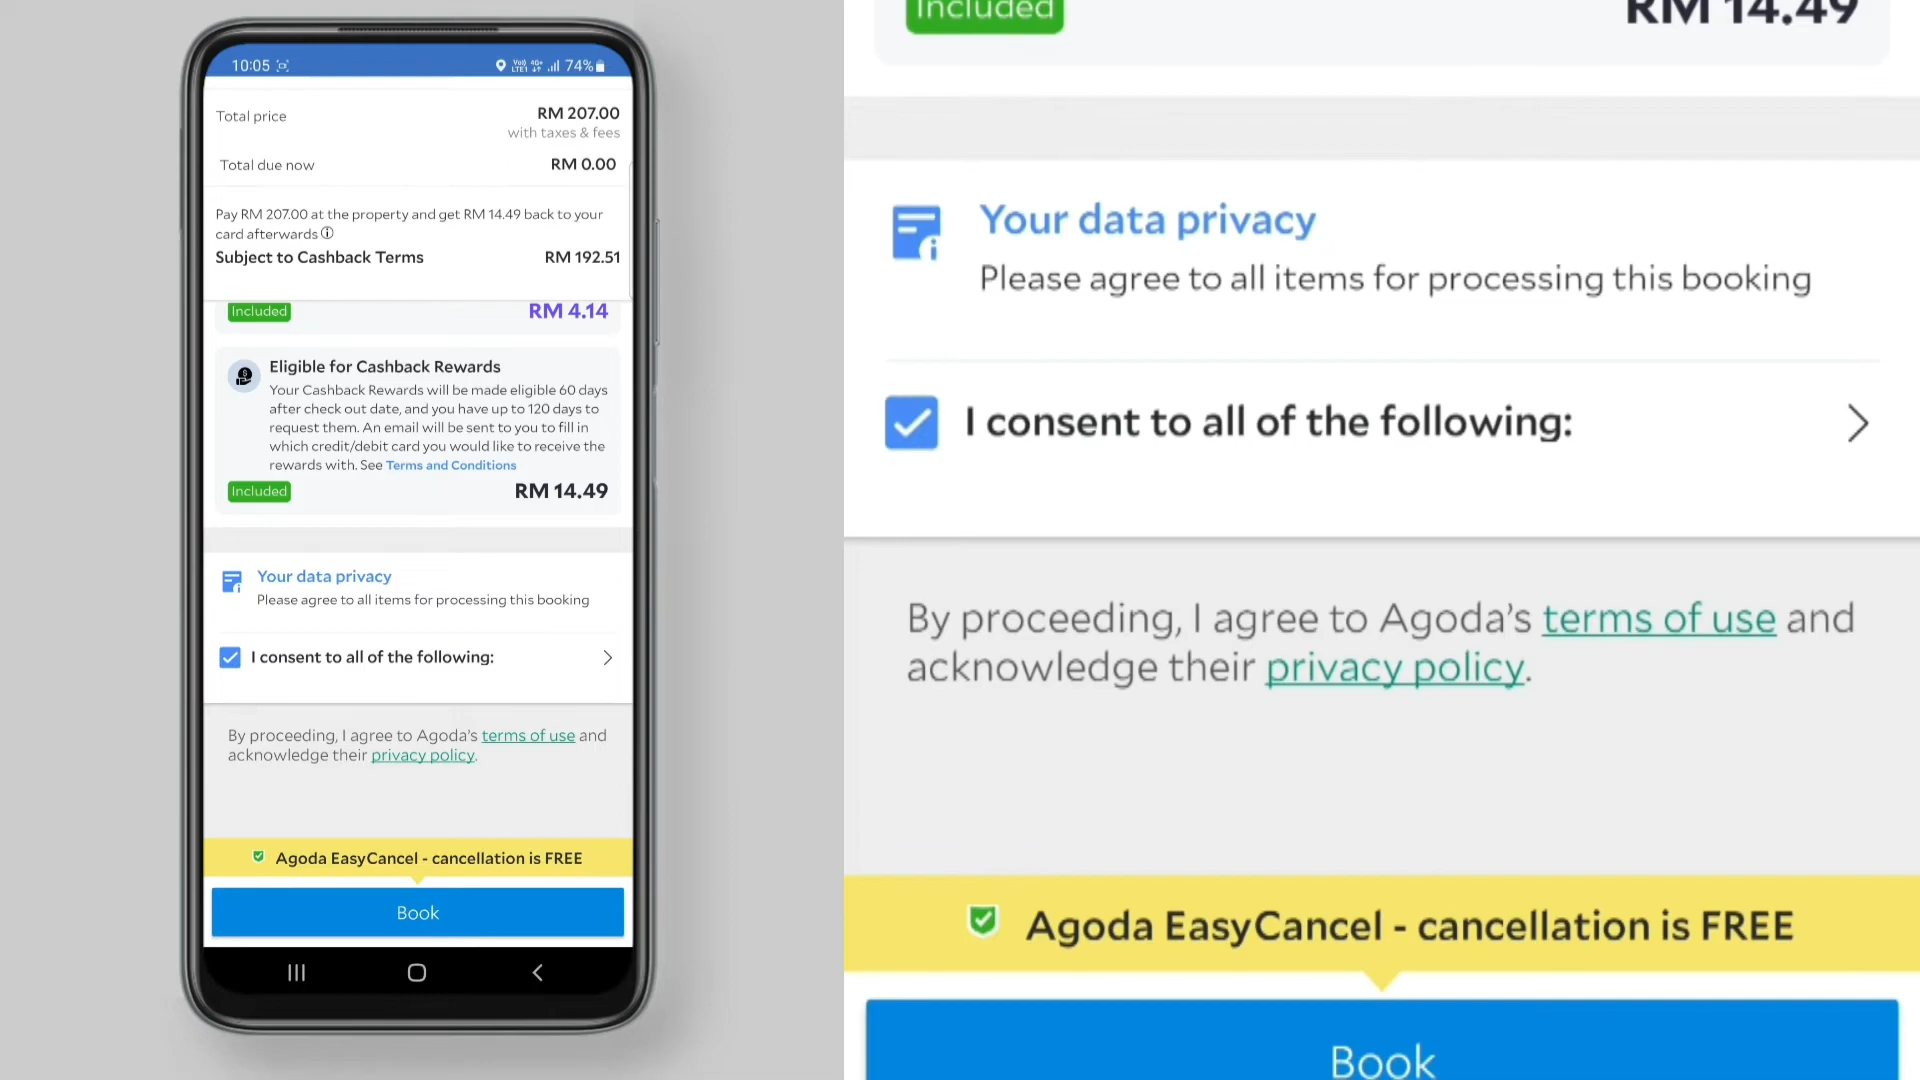 10:05
VoI) LTE1 4G+ 74%
Total price
RM 207.00
with taxes & fees
Total due now
RM 0.00
Pay RM 207.00 at the property and get RM 14.49 back to your
card afterwards
Subject to Cashback Terms
RM 192.51
Included
RM 4.14
Eligible for Cashback Rewards
Your Cashback Rewards will be made eligible 60 days
after check out date, and you have up to 120 days to
request them. An email will be sent to you to fill in
which credit/debit card you would like to receive the
rewards with. See Terms and Conditions
Included
RM 14.49
Your data privacy
Please agree to all items for processing this booking
I consent to all of the following:
By proceeding, I agree to Agoda's terms of use and
acknowledge their privacy policy.
Agoda EasyCancel - cancellation is FREE
Book
Included
RM 14.49
Your data privacy
Please agree to all items for processing this booking
I consent to all of the following:
By proceeding, I agree to Agoda's terms of use and
acknowledge their privacy policy.
Agoda EasyCancel - cancellation is FREE
Book